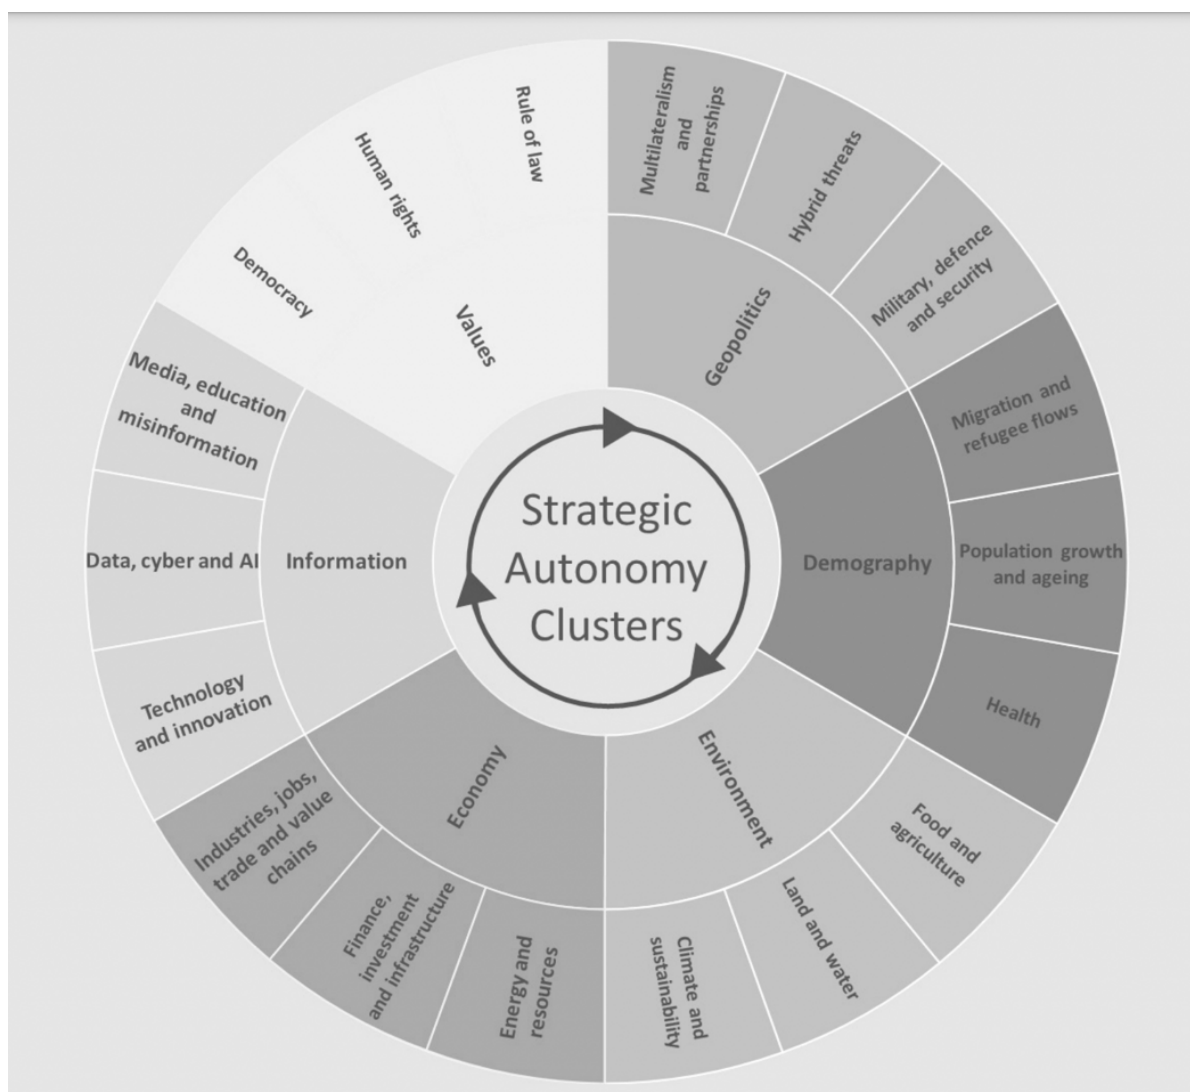 Strategic
Autonomy
Clusters
Geopolitics
Multilateralism
and
partnerships
Hybrid threats
Military, defence
and security
Demography
Migration and
refugee flows
Population growth
and ageing
Health
Environment
Food and
agriculture
Land and water
Climate and
sustainability
Economy
Energy and
resources
Finance,
investment
and infrastructure
Industries, jobs,
trade and value
chains
Information
Technology
and innovation
Data, cyber and AI
Media, education
and
misinformation
Values
Democracy
Human rights
Rule of law